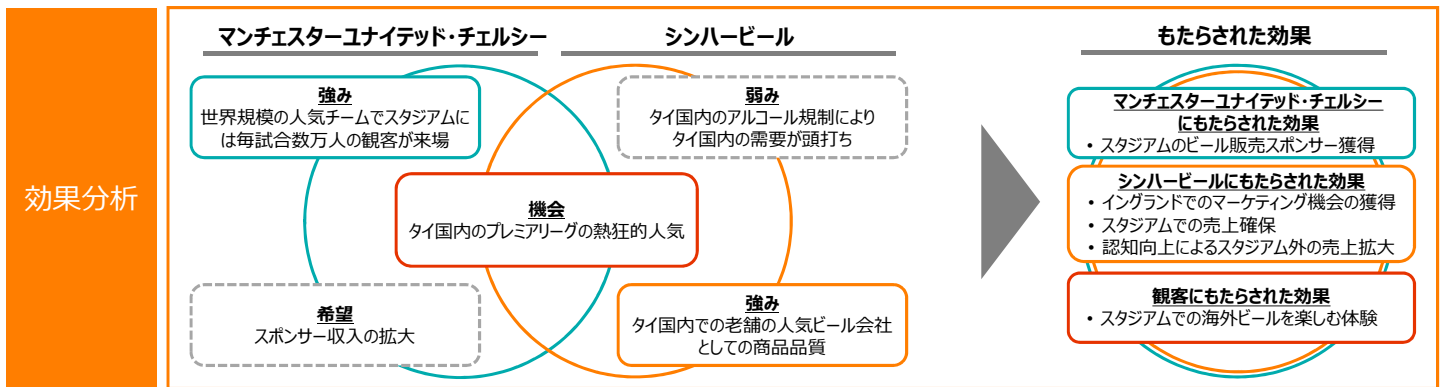 効果分析
マンチェスターユナイテッド・チェルシー
シンハービール
もたらされた効果
強み
世界規模の人気チームでスタジアムに
は毎試合数万人の観客が来場
弱み
タイ国内のアルコール規制により
タイ国内の需要が頭打ち
機会
タイ国内のプレミアリーグの熱狂的人気
希望
スポンサー収入の拡大
強み
タイ国内での老舗の人気ビール会社
としての商品品質
マンチェスターユナイテッド・チェルシー
にもたらされた効果
• スタジアムのビール販売スポンサー獲得
シンハービールにもたらされた効果
• イングランドでのマーケティング機会の獲得
• スタジアムでの売上確保
• 認知向上によるスタジアム外の売上拡大
観客にもたらされた効果
• スタジアムでの海外ビールを楽しむ体験